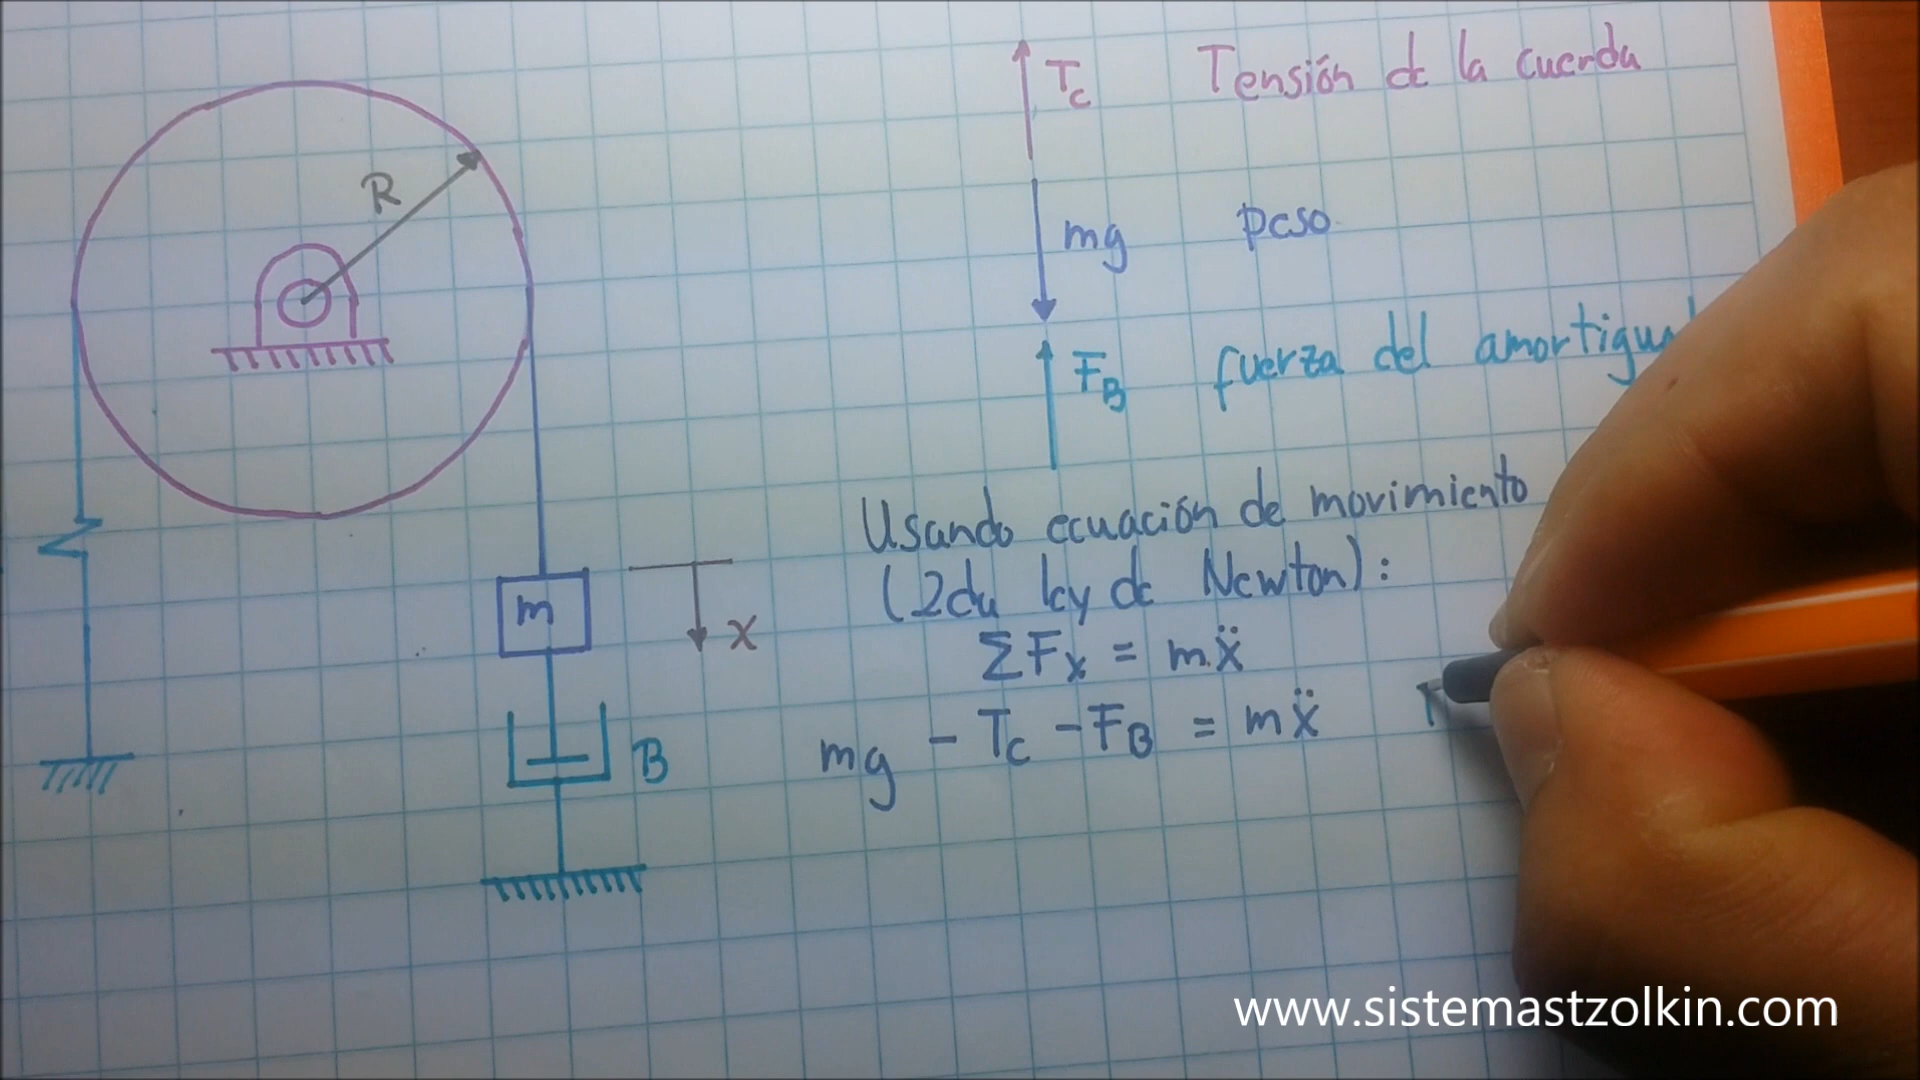 R
m
x
B
Tc Tensión de la cuerda
mg peso
FB fuerza del amortigua
Usando ecuación de movimiento
(2da ley de Newton):
ΣFx = mẍ
mg - Tc - FB = mẍ
www.sistemastzolkin.com